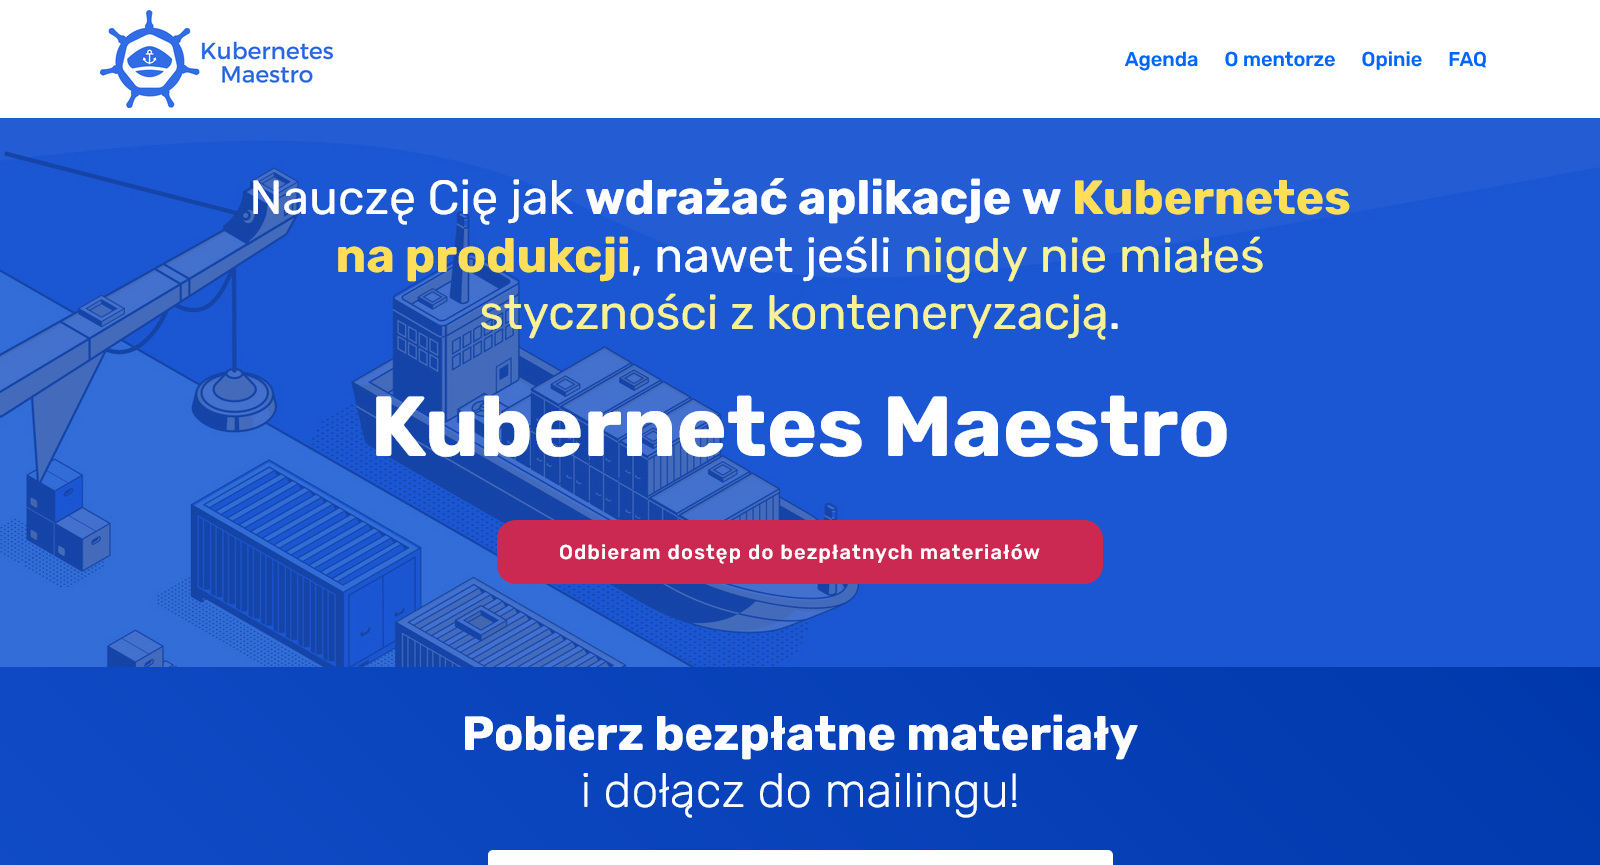 Kubernetes
Maestro
Agenda
O mentorze
Opinie
FAQ
Nauczę Cię jak wdrażać aplikacje w Kubernetes
na produkcji, nawet jeśli nigdy nie miałeś
styczności z konteneryzacją.
Kubernetes Maestro
Odbieram dostęp do bezpłatnych materiałów
Pobierz bezpłatne materiały
i dołącz do mailingu!